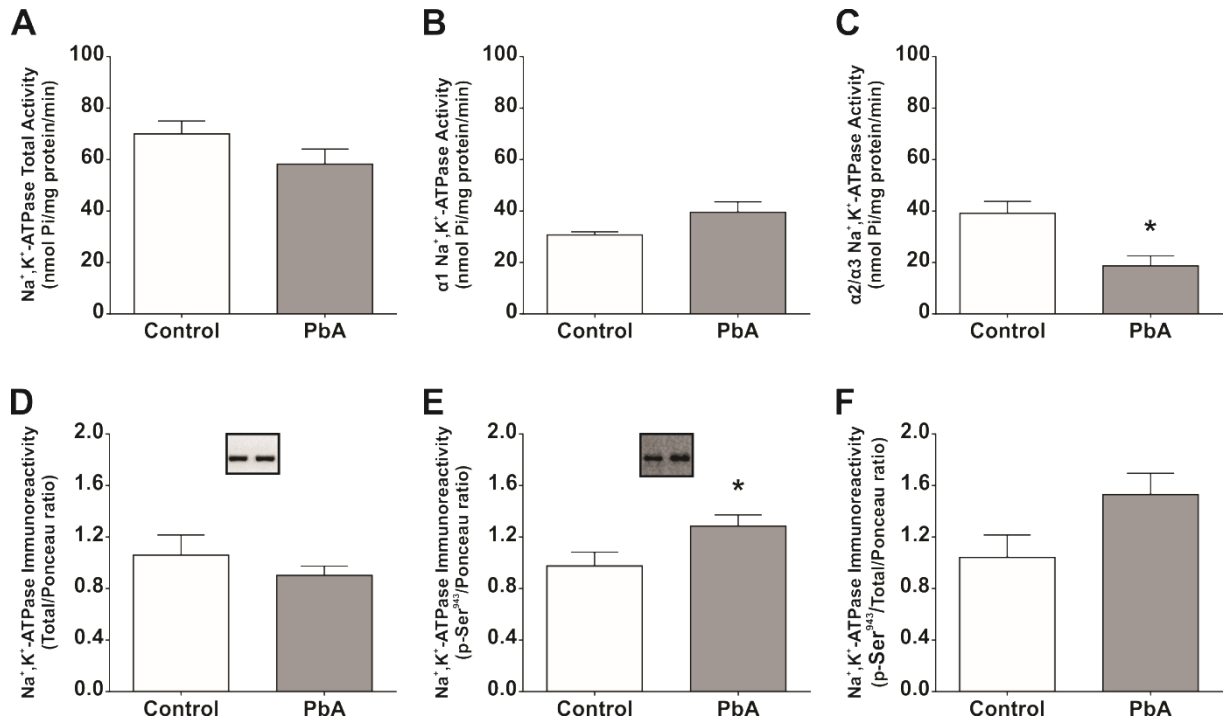 A
Na⁺,K⁺-ATPase Total Activity
(nmol Pi/mg protein/min)
100
80
60
40
20
0
Control PbA
B
α1 Na⁺,K⁺-ATPase Activity
(nmol Pi/mg protein/min)
100
80
60
40
20
0
Control PbA
C
α2/α3 Na⁺,K⁺-ATPase Activity
(nmol Pi/mg protein/min)
100
80
60
40
20
0
*
Control PbA
D
Na⁺,K⁺-ATPase Immunoreactivity
(Total/Ponceau ratio)
2.0
1.6
1.2
0.8
0.4
0.0
Control PbA
E
Na⁺,K⁺-ATPase Immunoreactivity
(p-Ser⁹⁴³/Ponceau ratio)
2.0
1.6
1.2
0.8
0.4
0.0
*
Control PbA
F
Na⁺,K⁺-ATPase Immunoreactivity
(p-Ser⁹⁴³/Total/Ponceau ratio)
2.0
1.6
1.2
0.8
0.4
0.0
Control PbA